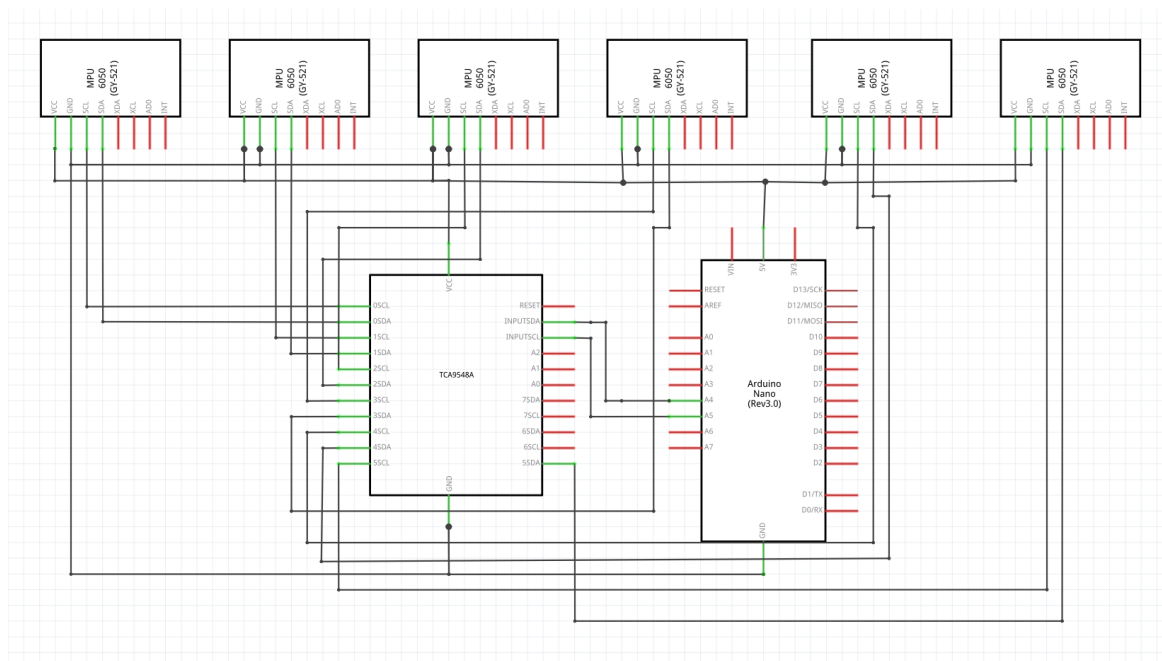 MPU
6050
(GY-521)
VCC
GND
SCL
SDA
XDA
XCL
AD0
INT
MPU
6050
(GY-521)
VCC
GND
SCL
SDA
XDA
XCL
AD0
INT
MPU
6050
(GY-521)
VCC
GND
SCL
SDA
XDA
XCL
AD0
INT
MPU
6050
(GY-521)
VCC
GND
SCL
SDA
XDA
XCL
AD0
INT
MPU
6050
(GY-521)
VCC
GND
SCL
SDA
XDA
XCL
AD0
INT
MPU
6050
(GY-521)
VCC
GND
SCL
SDA
XDA
XCL
AD0
INT
VCC
0SCL
0SDA
1SCL
1SDA
2SCL
2SDA
3SCL
3SDA
4SCL
4SDA
5SCL
TCA9548A
RESET
INPUTSDA
INPUTSCL
A2
A1
A0
7SDA
7SCL
6SDA
6SCL
5SDA
GND
VIN
5V
3V3
RESET
AREF
A0
A1
A2
A3
A4
A5
A6
A7
Arduino
Nano
(Rev3.0)
D13/SCK
D12/MISO
D11/MOSI
D10
D9
D8
D7
D6
D5
D4
D3
D2
D1/TX
D0/RX
GND